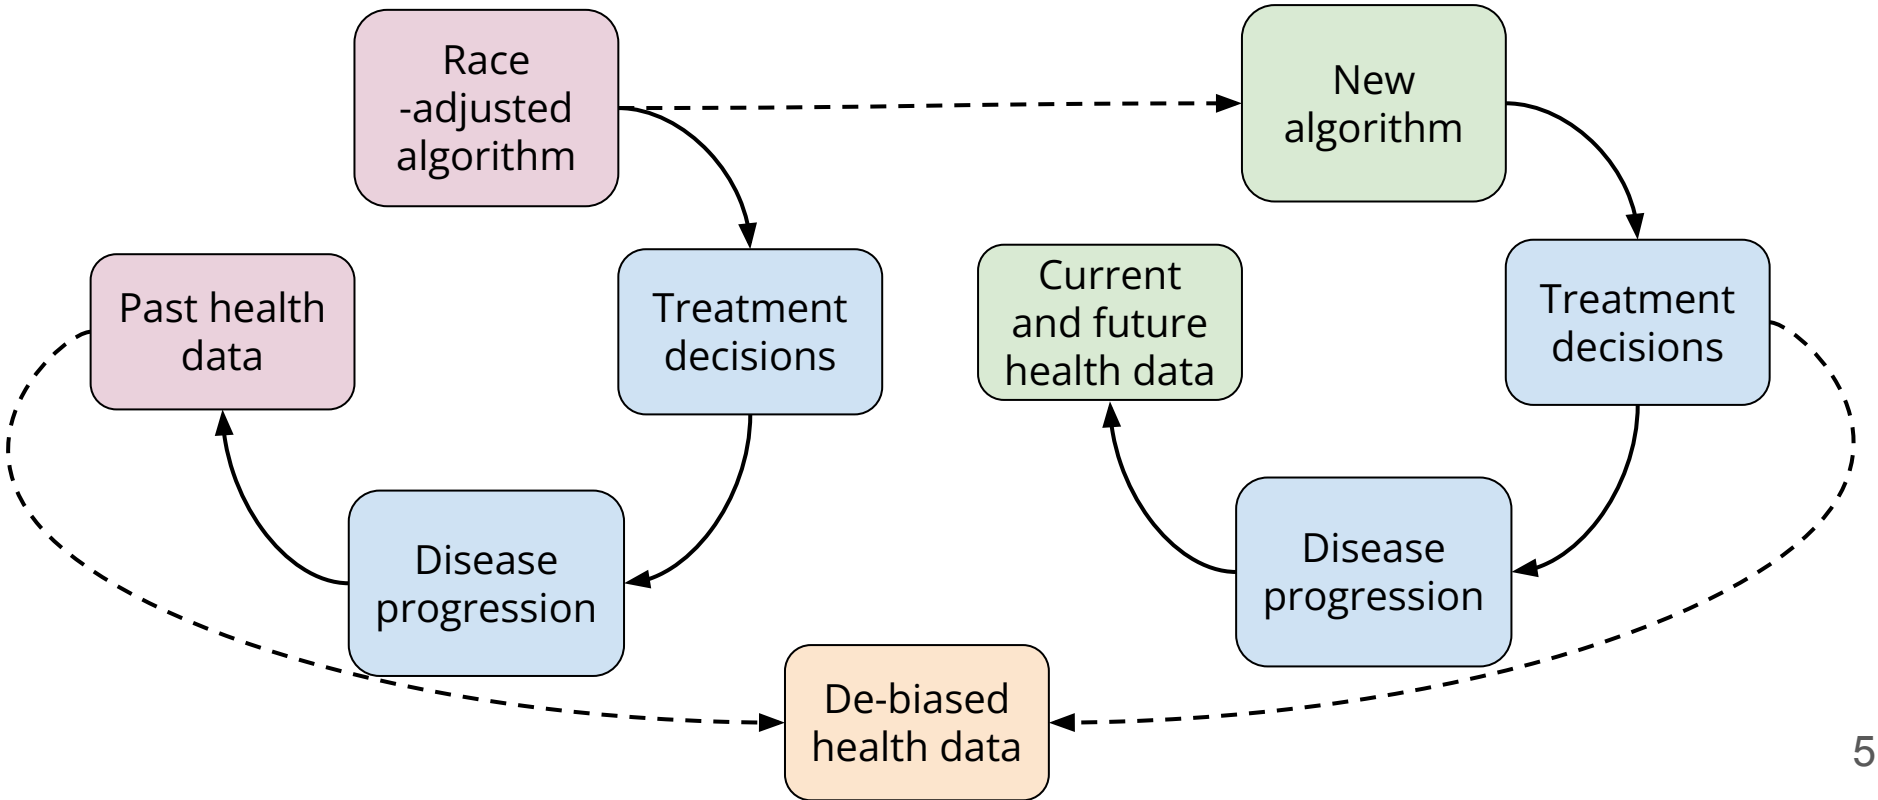 Race
-adjusted
algorithm
New
algorithm
Past health
data
Treatment
decisions
Current
and future
health data
Treatment
decisions
Disease
progression
Disease
progression
De-biased
health data
5